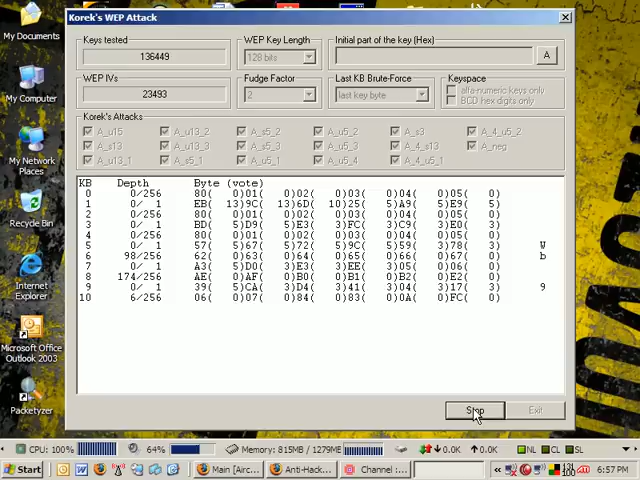 My Documents
My Computer
My Network Places
Recycle Bin
Internet Explorer
Microsoft Office Outlook 2003
Packetyzer
Korek's WEP Attack
Keys tested
136449
WEP Key Length
128 bits
Initial part of the key (Hex)
A
WEP IVs
23493
Fudge Factor
2
Last KB Brute-Force
last key byte
Keyspace
alfa-numeric keys only
BCD hex digits only
Korek's Attacks
A_u15 A_u13_2 A_s5_2 A_u5_2 A_s3 A_4_u5_2
A_s13 A_u13_3 A_u5_3 A_u5_4 A_4_s13 A_neg
A_u13_1 A_s5_1 A_u5_1 A_s5_3 A_4_u5_1
KB Depth Byte (vote)
0 0/256 80( 0)01( 0)02( 0)03( 0)04( 0)05( 0)
1 0/ 1 EB( 13)9C( 13)6D( 10)25( 5)A9( 5)E9( 5)
2 0/256 80( 0)01( 0)02( 0)03( 0)04( 0)05( 0)
3 0/ 1 BD( 5)D9( 5)E3( 3)FC( 3)C9( 3)E0( 3)
4 0/256 80( 0)01( 0)02( 0)03( 0)04( 0)05( 0)
5 0/ 1 57( 5)67( 5)72( 5)9C( 5)59( 3)78( 3) W
6 98/256 62( 0)63( 0)64( 0)65( 0)66( 0)67( 0) b
7 0/ 1 A3( 5)D0( 3)E3( 3)EE( 3)05( 0)06( 0)
8 174/256 AE( 0)AF( 0)B0( 0)B1( 0)B2( 0)E2( 0)
9 0/ 1 39( 5)CA( 3)D4( 3)41( 3)04( 3)17( 3) 9
10 6/256 06( 0)07( 0)84( 0)83( 0)0A( 0)FC( 0)
Stop
Exit
CPU: 100% 64% Memory: 815MB / 1279MB 0.0K 0.0K NL CL SL
Start Main [Airc... Anti-Hack... Channel :... 6:57 PM